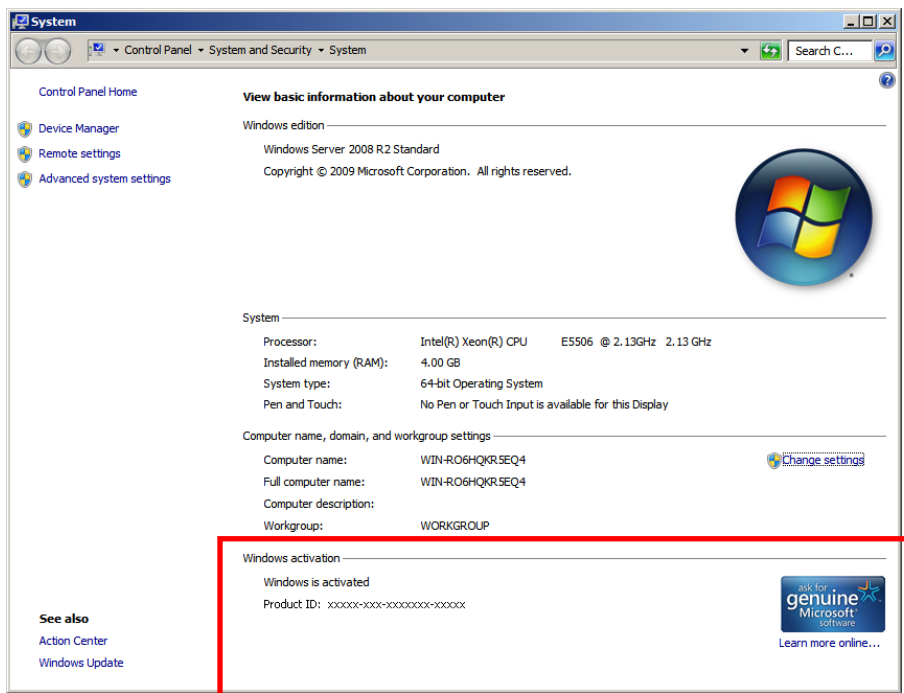 System
Control Panel System and Security System
Search C...
Control Panel Home
Device Manager
Remote settings
Advanced system settings
View basic information about your computer
Windows edition
Windows Server 2008 R2 Standard
Copyright © 2009 Microsoft Corporation. All rights reserved.
System
Processor: Intel(R) Xeon(R) CPU E5506 @ 2.13GHz 2.13 GHz
Installed memory (RAM): 4.00 GB
System type: 64-bit Operating System
Pen and Touch: No Pen or Touch Input is available for this Display
Computer name, domain, and workgroup settings
Computer name: WIN-RO6HQKR5EQ4
Change settings
Full computer name: WIN-RO6HQKR5EQ4
Computer description:
Workgroup: WORKGROUP
Windows activation
Windows is activated
Product ID: xxxxx-xxx-xxxxxxx-xxxxx
ask for
genuine
Microsoft
software
Learn more online...
See also
Action Center
Windows Update